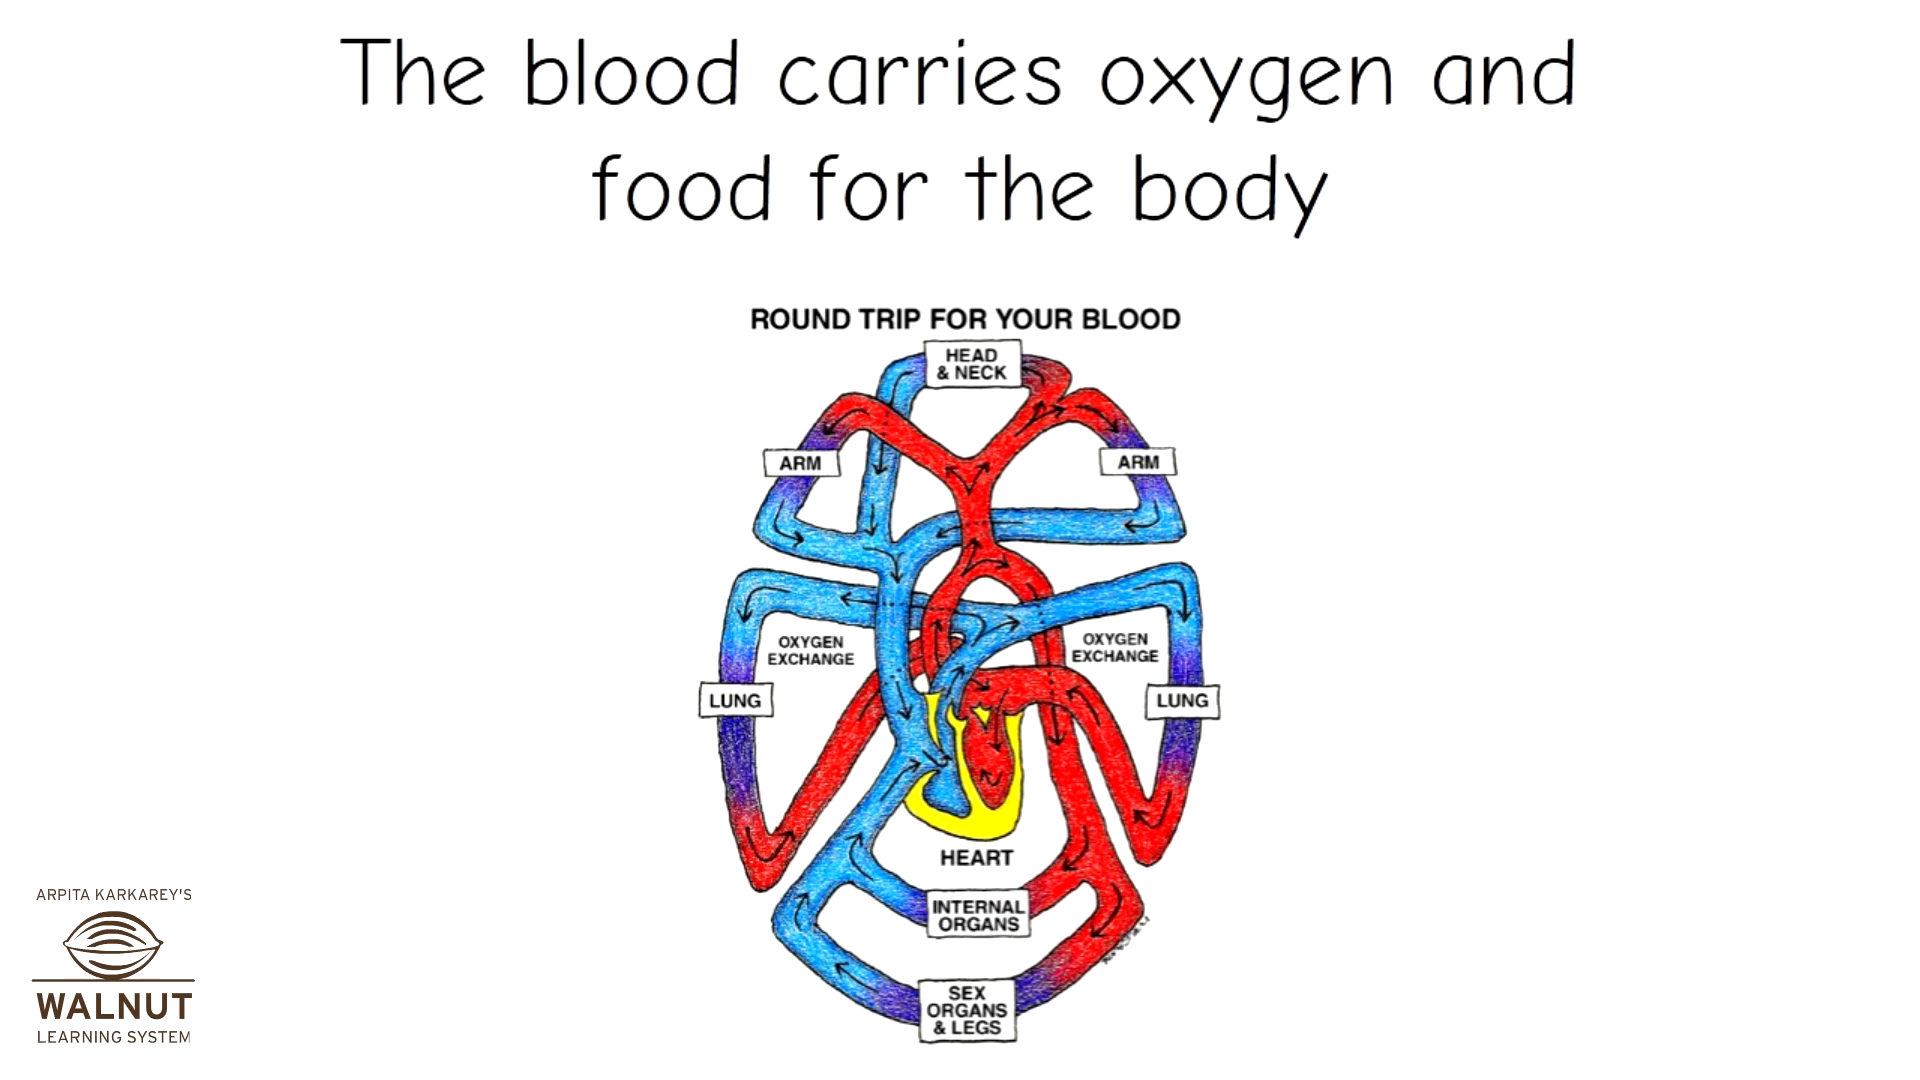 The blood carries oxygen and
food for the body
ROUND TRIP FOR YOUR BLOOD
HEAD
& NECK
ARM
ARM
OXYGEN
EXCHANGE
OXYGEN
EXCHANGE
LUNG
LUNG
HEART
INTERNAL
ORGANS
SEX
ORGANS
& LEGS
ARPITA KARKAREY'S
WALNUT
LEARNING SYSTEM